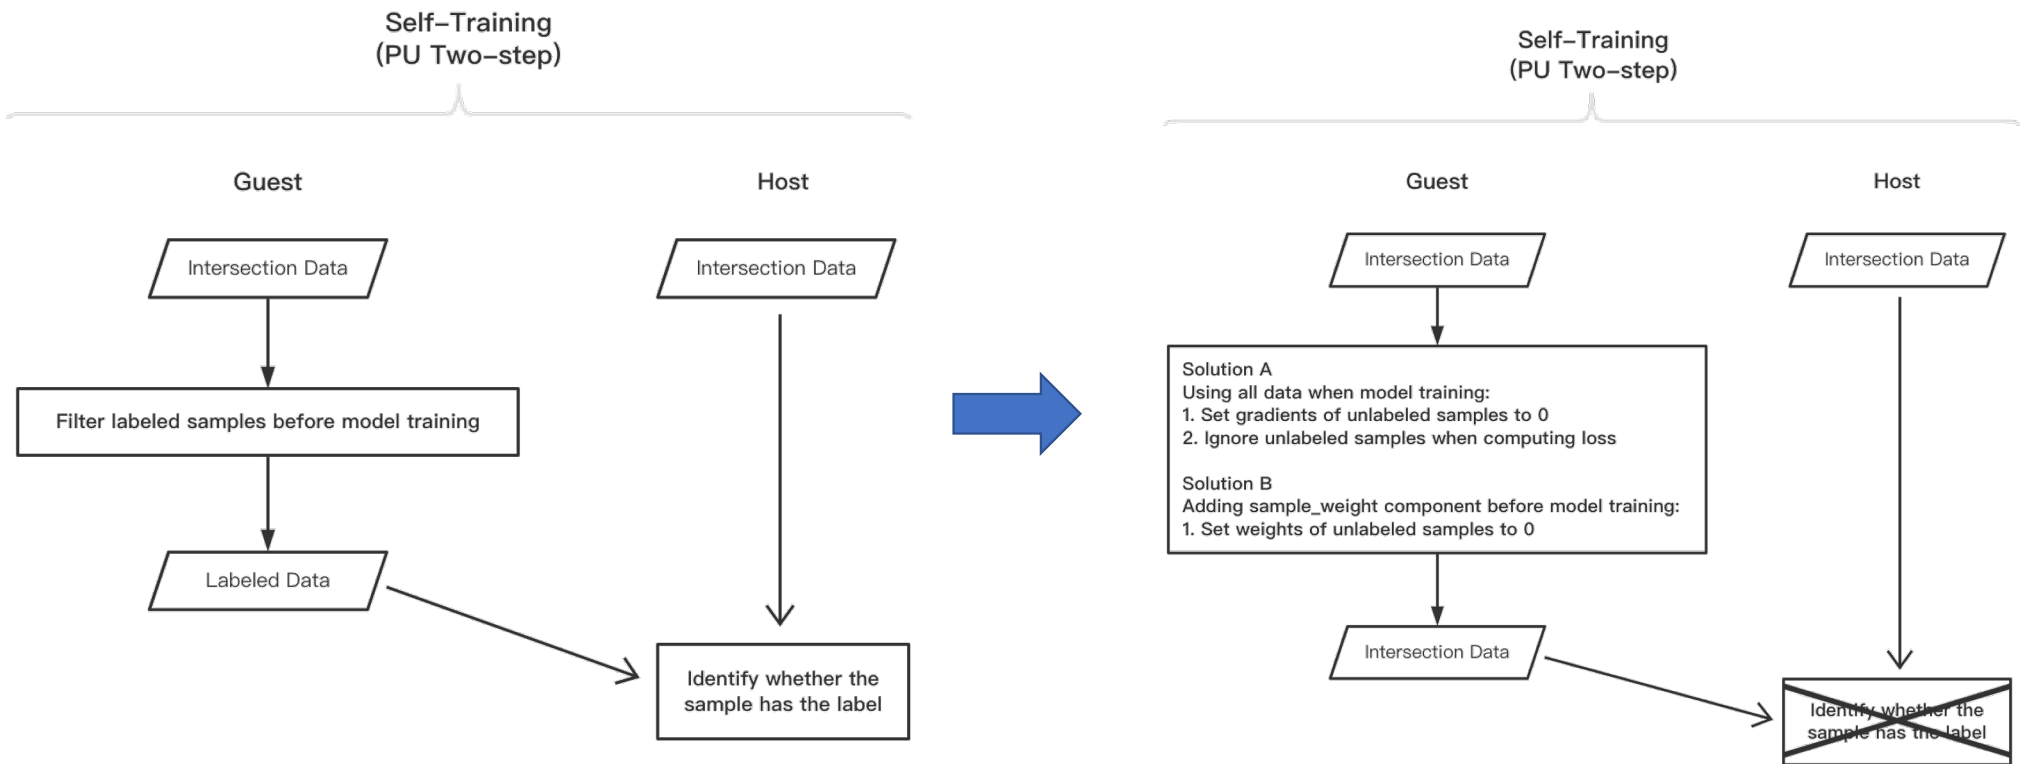 Self-Training
(PU Two-step)
Guest
Host
Intersection Data
Intersection Data
Filter labeled samples before model training
Labeled Data
Identify whether the
sample has the label
Self-Training
(PU Two-step)
Guest
Host
Intersection Data
Intersection Data
Solution A
Using all data when model training:
1. Set gradients of unlabeled samples to 0
2. Ignore unlabeled samples when computing loss
Solution B
Adding sample_weight component before model training:
1. Set weights of unlabeled samples to 0
Intersection Data
Identify whether the
sample has the label